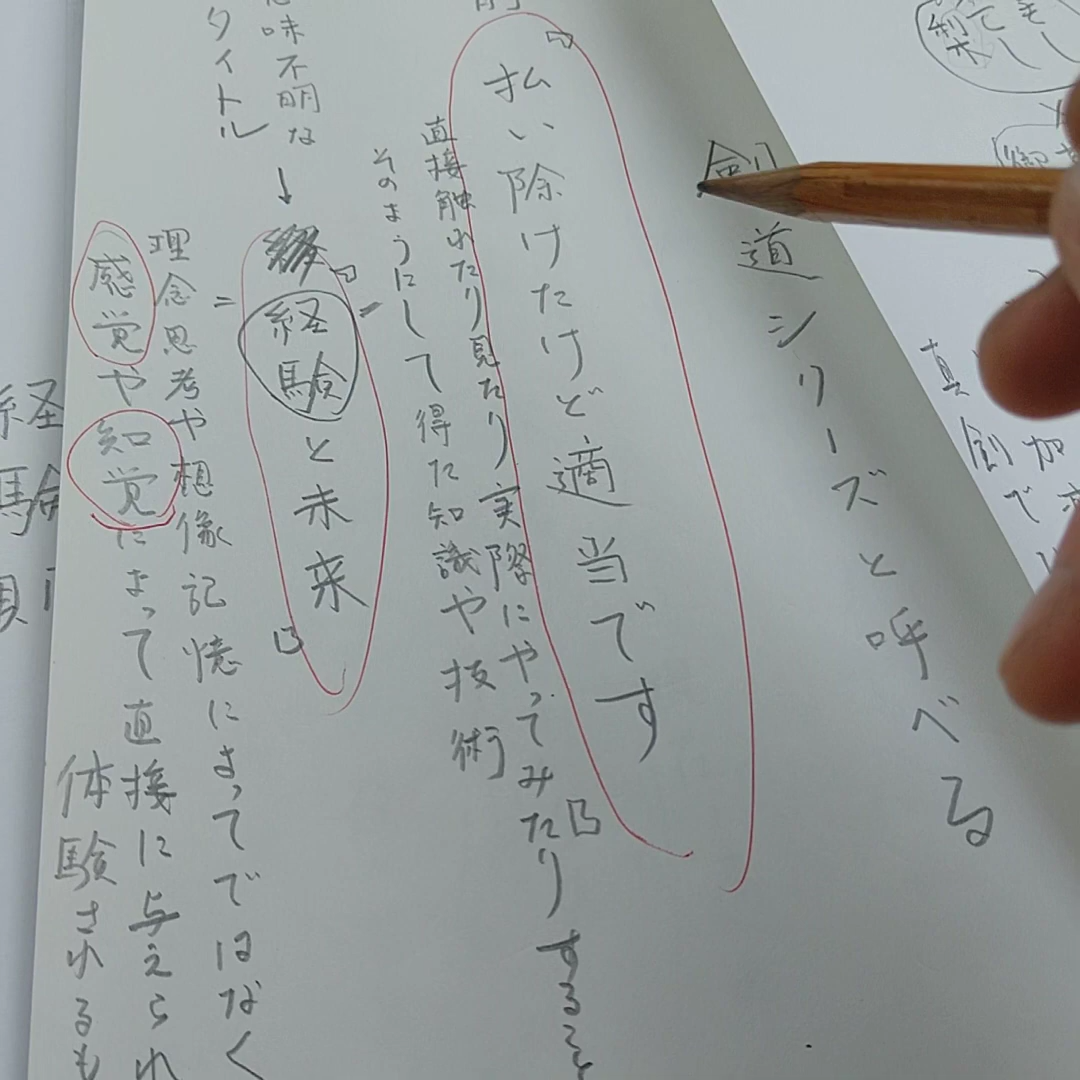 剣道シリーズと呼べる
「払い除けたけど適当です」
直接触れたり見たり実際にやってみたりすること
そのようにして得た知識や技術
味不明な
↓
「経験と未来」
タイトル
=
=
理念思考や想像記憶によってではなく
感覚や知覚によって直接に与えられ
体験されるも
経験
真剣で
加